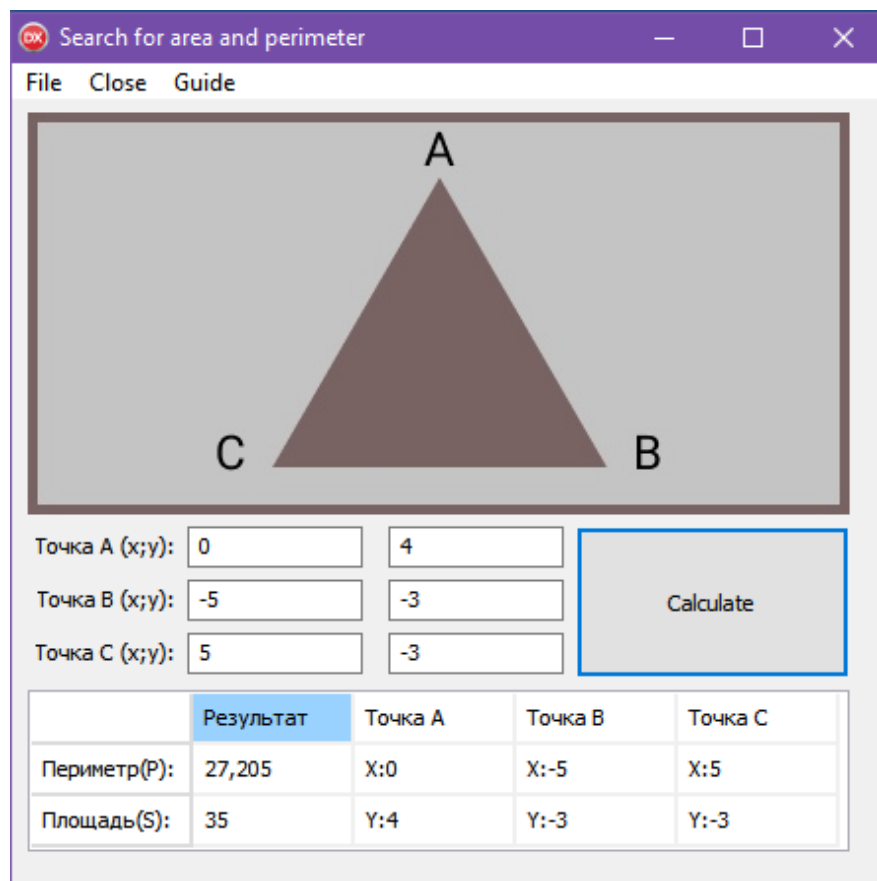 DX Search for area and perimeter
File Close Guide
A
C B
Точка A (x;y): 0 4
Точка B (x;y): -5 -3
Calculate
Точка C (x;y): 5 -3
Результат Точка A Точка B Точка C
Периметр(P): 27,205 X:0 X:-5 X:5
Площадь(S): 35 Y:4 Y:-3 Y:-3